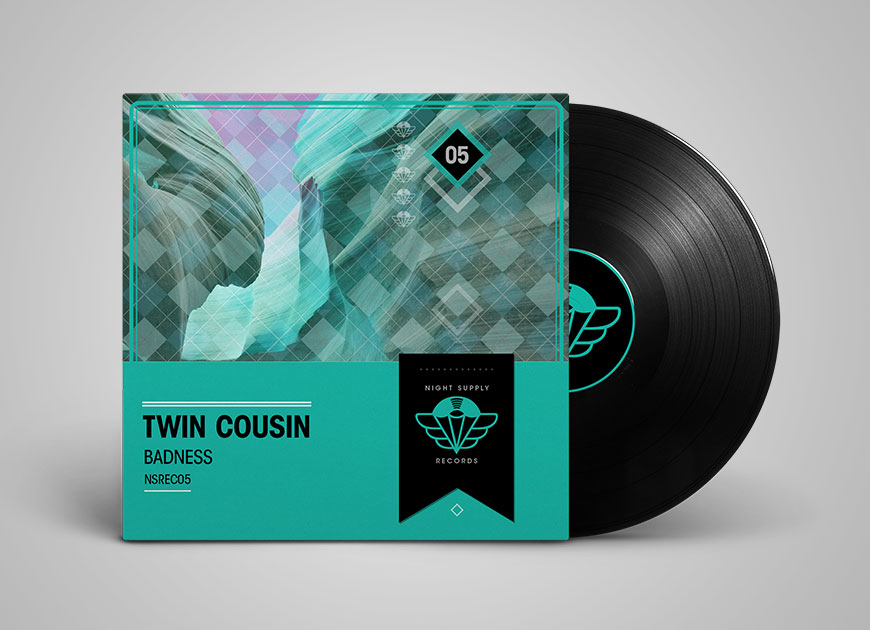 05
TWIN COUSIN
BADNESS
NSREC05
NIGHT SUPPLY
RECORDS